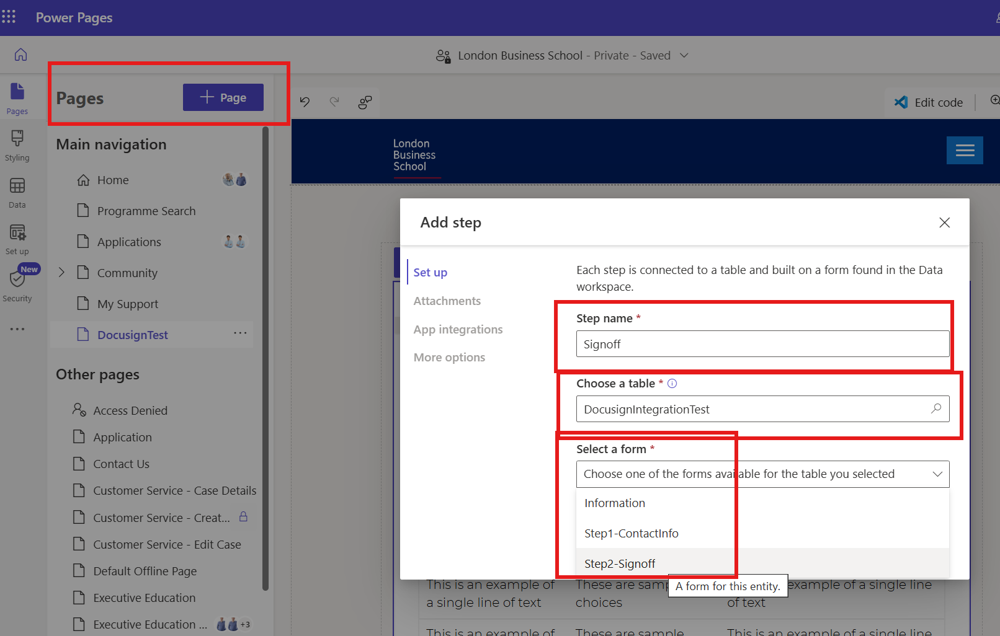 Power Pages
London Business School - Private - Saved
Pages
Page
Edit code
Pages
Styling
Data
Set up
New
Security
Main navigation
Home
Programme Search
Applications
Community
My Support
DocusignTest
Other pages
Access Denied
Application
Contact Us
Customer Service - Case Details
Customer Service - Creat...
Customer Service - Edit Case
Default Offline Page
Executive Education
Executive Education ...
+3
London
Business
School
Add step
Set up
Attachments
App integrations
More options
Each step is connected to a table and built on a form found in the Data
workspace.
Step name *
Signoff
Choose a table *
DocusignIntegrationTest
Select a form *
Choose one of the forms available for the table you selected
Information
Step1-ContactInfo
Step2-Signoff
A form for this entity.
This is an example of
a single line of text
These are samp
choices
example of a single line
of text
This is an example of
These are sample
This is an example of a single line